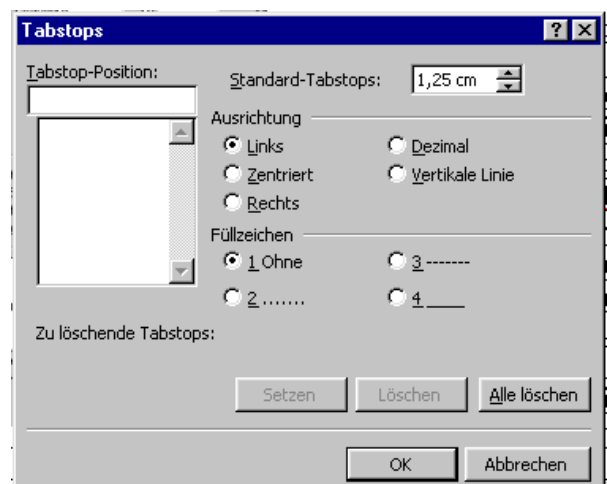 Tabstops
Tabstop-Position:
Standard-Tabstops: 1,25 cm
Ausrichtung
Links Dezimal
Zentriert Vertikale Linie
Rechts
Füllzeichen
1 Ohne 3 -------
2 ....... 4 ____
Zu löschende Tabstops:
Setzen Löschen Alle löschen
OK Abbrechen